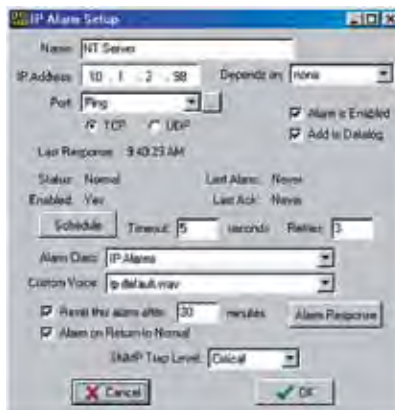 IP Alarm Setup
Name: NT Server
IP Address: 10 . 1 . 2 . 98 Depends on: none
Port: Ping
TCP UDP
Alarm is Enabled
Add to Datalog
Last Response: 9:40:23 AM
Status: Normal Last Alarm: Never
Enabled: Yes Last Ack: Never
Schedule Timeout: 5 seconds Retries: 3
Alarm Class: IP Alarms
Custom Voice: ip default.wav
Reset this alarm after: 30 minutes Alarm Response
Alarm on Return to Normal
SNMP Trap Level: Critical
Cancel OK